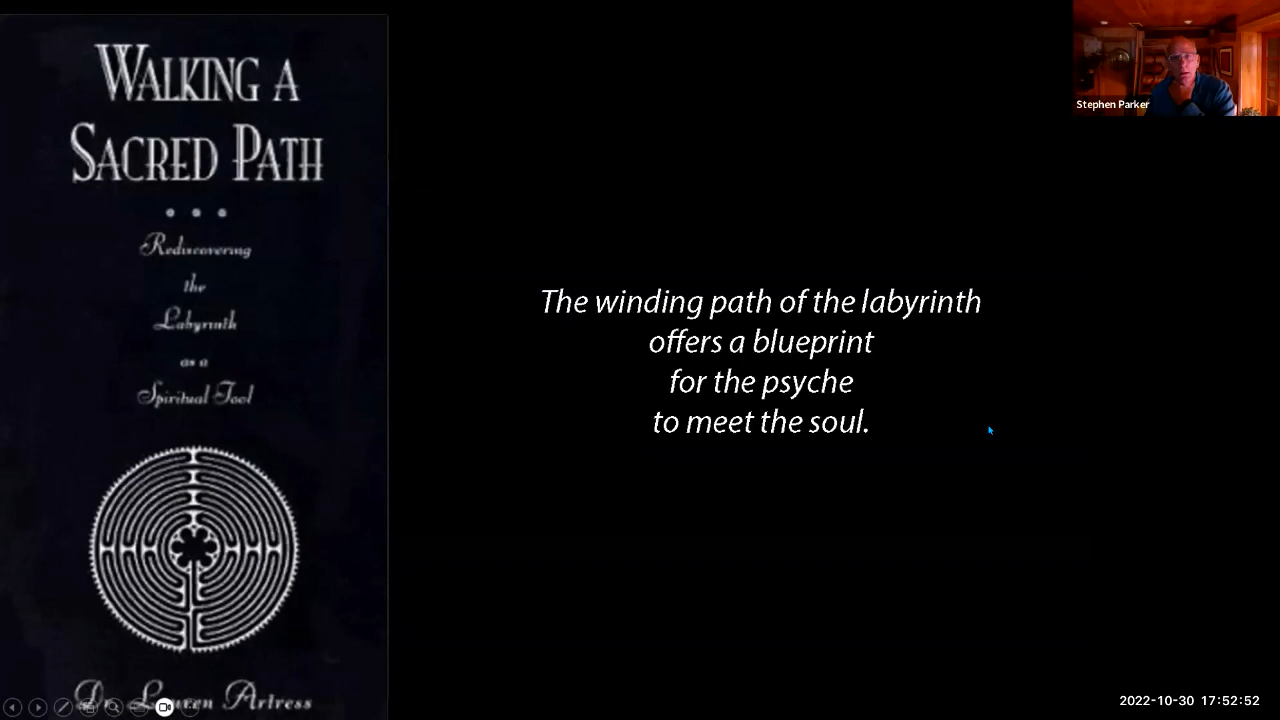 WALKING A
SACRED PATH
Rediscovering
the
Labyrinth
as a
Spiritual Tool
Dr. Lauren Artress
The winding path of the labyrinth
offers a blueprint
for the psyche
to meet the soul.
Stephen Parker
2022-10-30 17:52:52